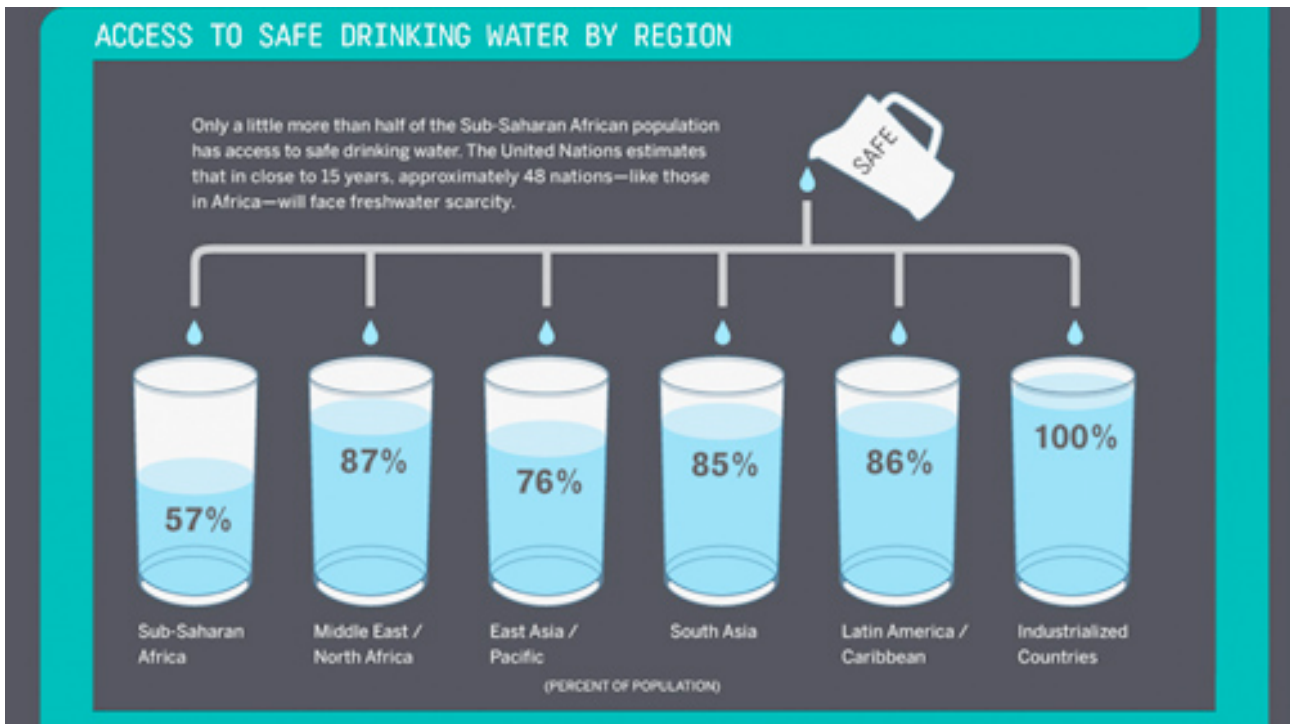 ACCESS TO SAFE DRINKING WATER BY REGION
Only a little more than half of the Sub-Saharan African population
has access to safe drinking water. The United Nations estimates
that in close to 15 years, approximately 48 nations—like those
in Africa—will face freshwater scarcity.
SAFE
57%
87%
76%
85%
86%
100%
Sub-Saharan
Africa
Middle East /
North Africa
East Asia /
Pacific
South Asia
Latin America /
Caribbean
Industrialized
Countries
(PERCENT OF POPULATION)